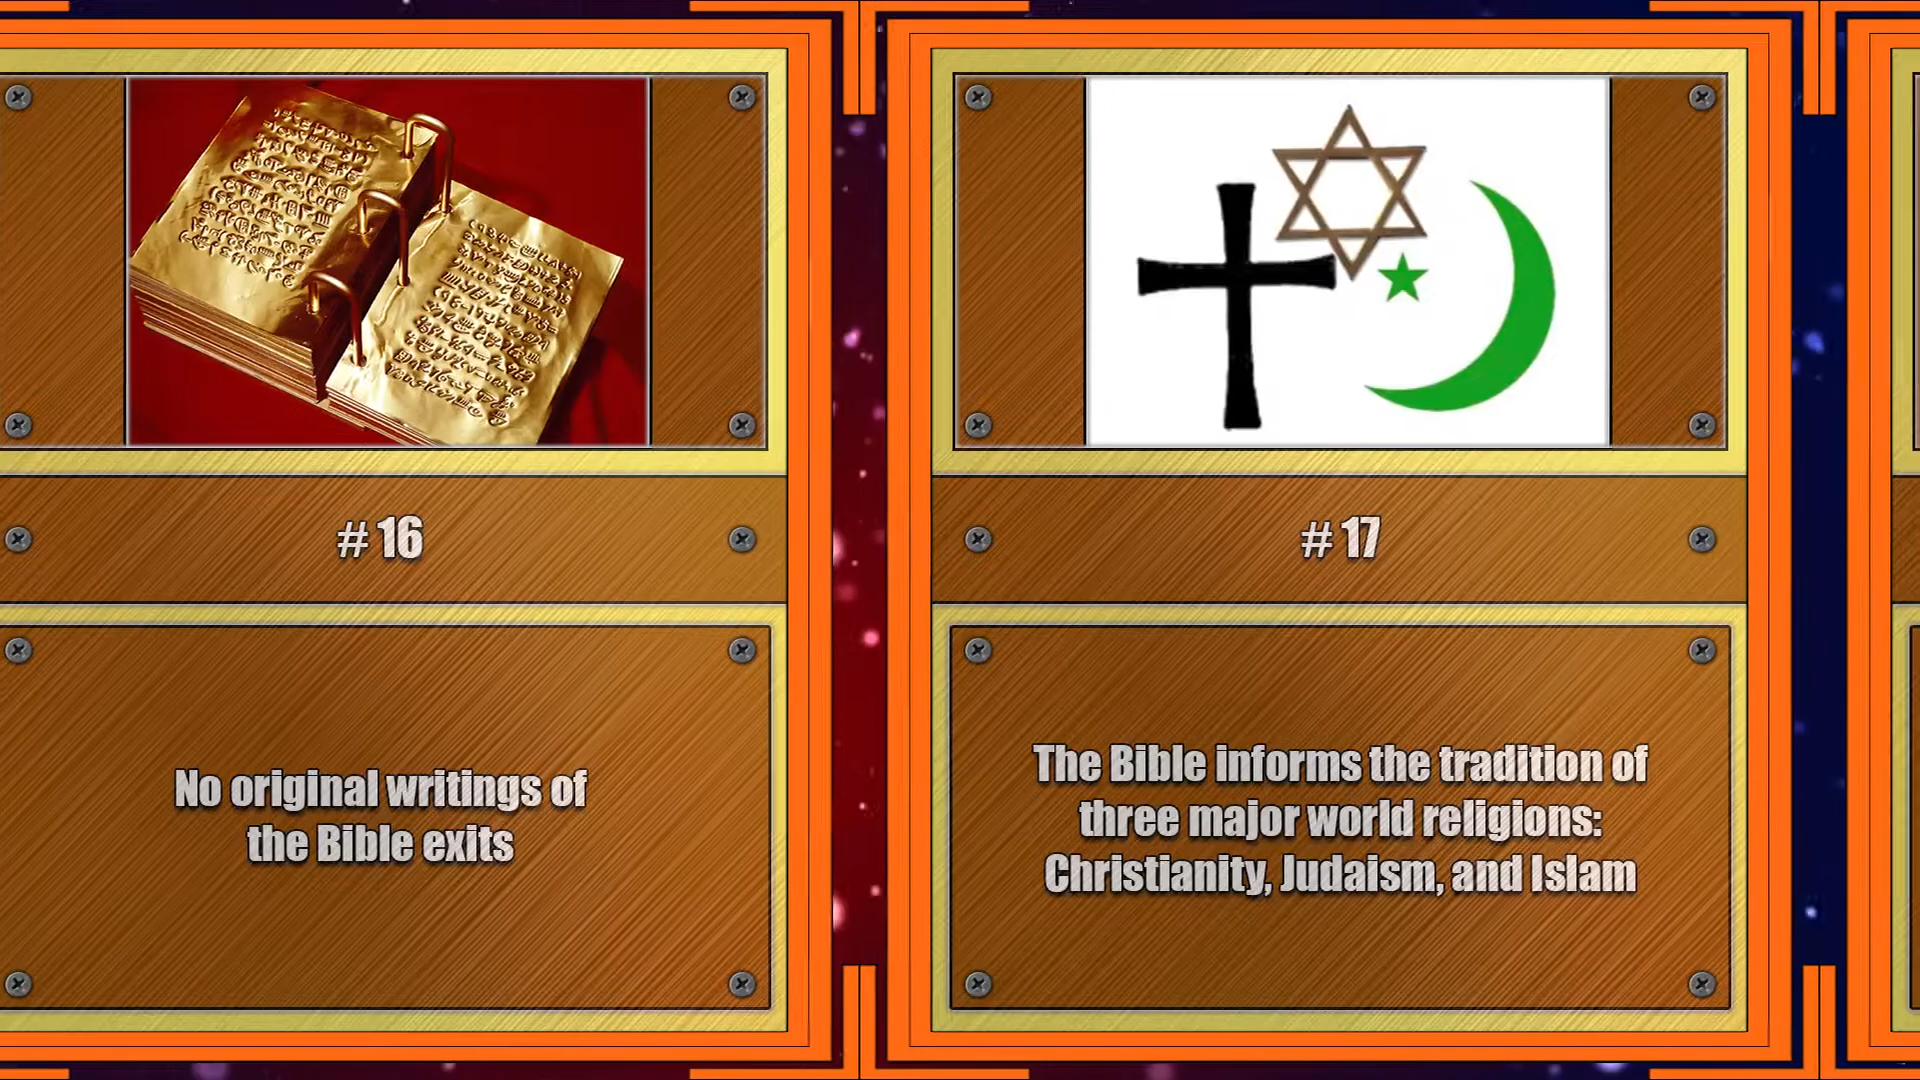 # 16
No original writings of
the Bible exits
# 17
The Bible informs the tradition of
three major world religions:
Christianity, Judaism, and Islam